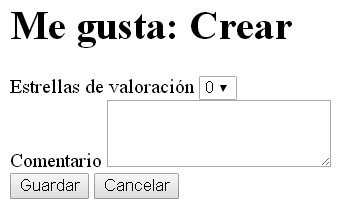 Me gusta: Crear
Estrellas de valoración 0
Comentario
Guardar Cancelar